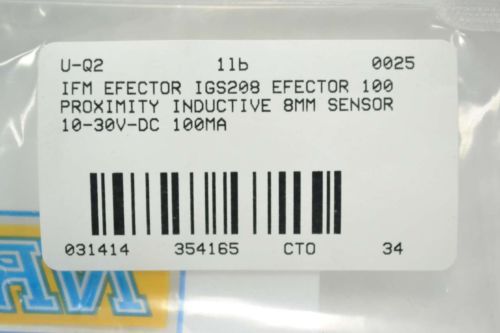 U-Q2 11b 0025
IFM EFECTOR IGS208 EFECTOR 100
PROXIMITY INDUCTIVE 8MM SENSOR
10-30V-DC 100MA
031414 354165 CTO 34